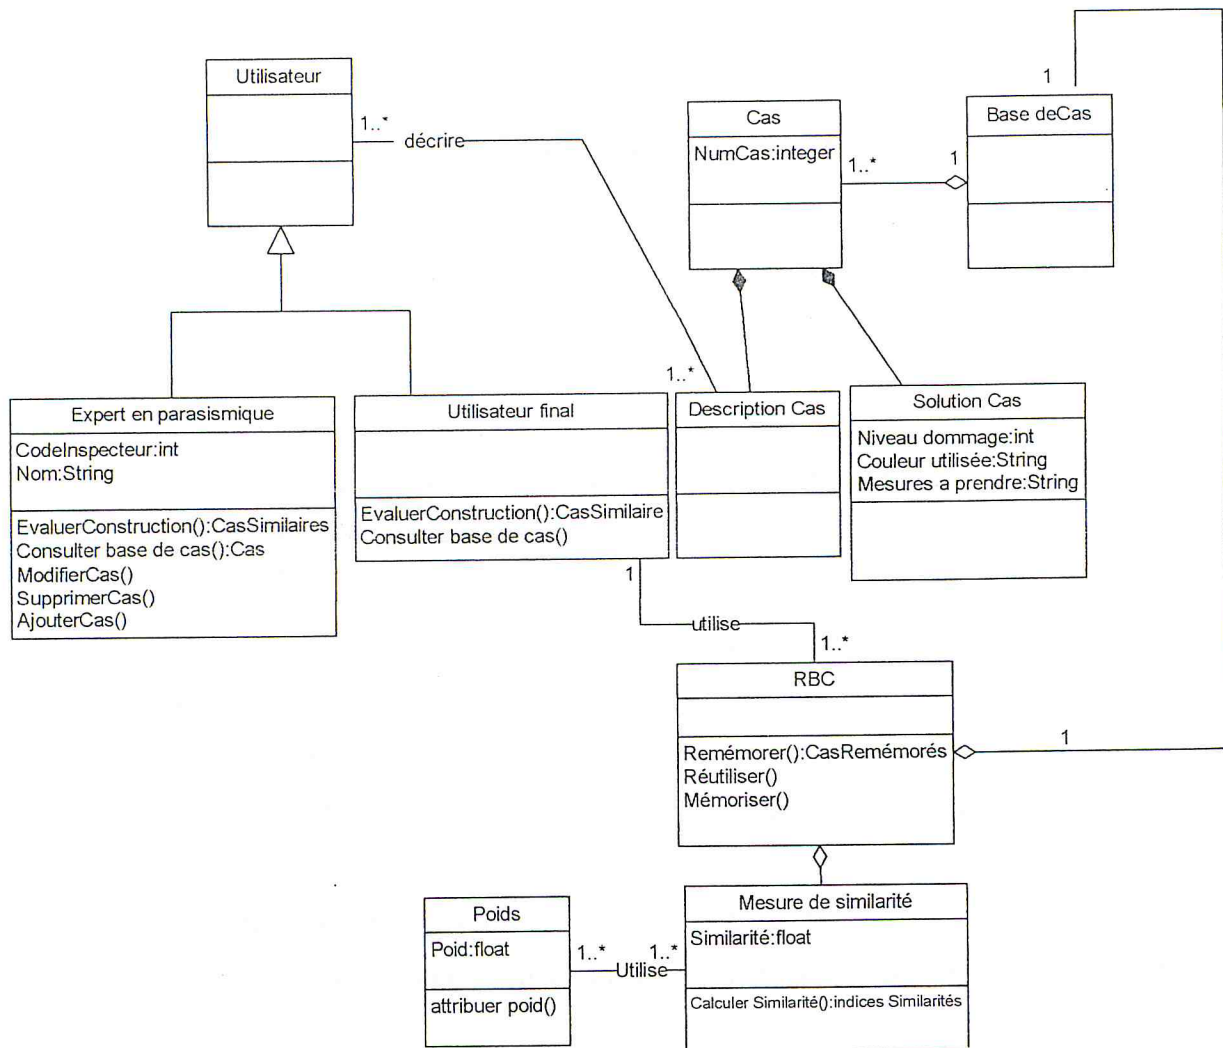 Utilisateur
1..*
décrire
1..*
Cas
NumCas:integer
1..*
1
Base deCas
1
Expert en parasismique
CodeInspecteur:int
Nom:String
EvaluerConstruction():CasSimilaires
Consulter base de cas():Cas
ModifierCas()
SupprimerCas()
AjouterCas()
Utilisateur final
EvaluerConstruction():CasSimilaire
Consulter base de cas()
Description Cas
Solution Cas
Niveau dommage:int
Couleur utilisée:String
Mesures a prendre:String
1
utilise
1..*
RBC
Remémorer():CasRemémorés
Réutiliser()
Mémoriser()
1
Poids
Poid:float
attribuer poid()
1..*
Utilise
1..*
Mesure de similarité
Similarité:float
Calculer Similarité():indices Similarités